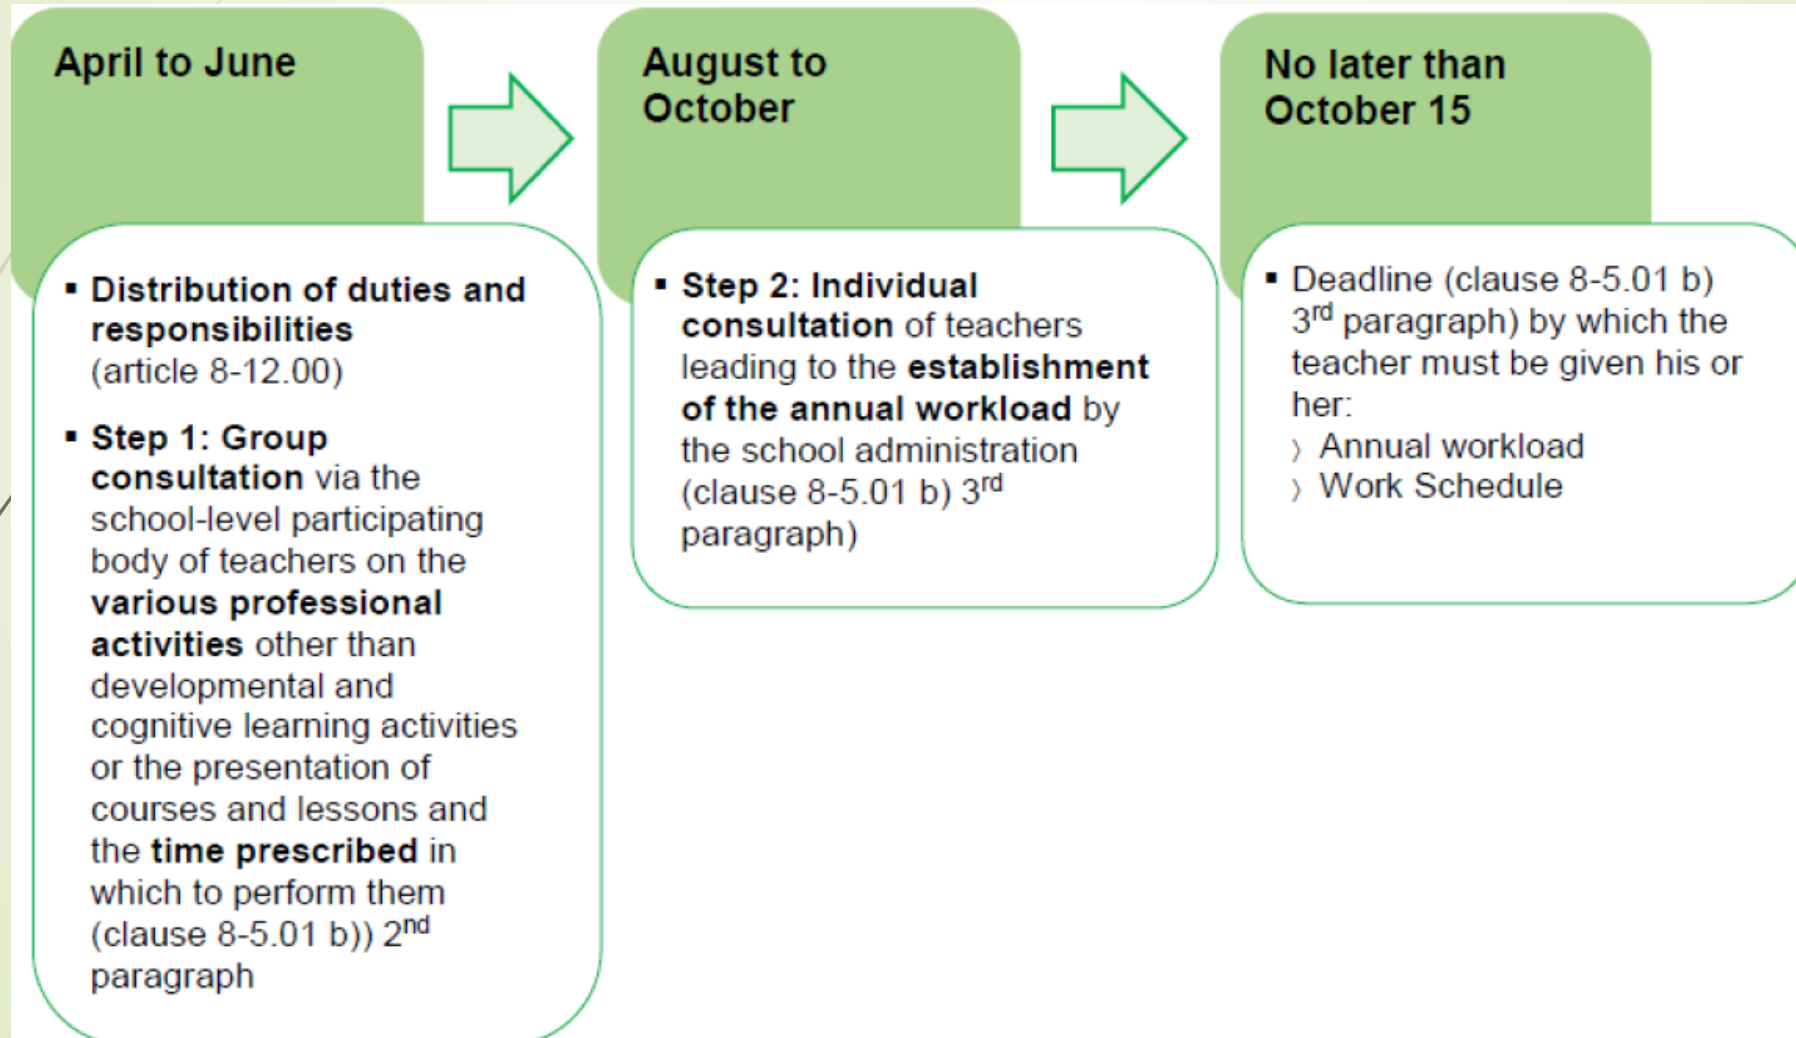 April to June
▪ Distribution of duties and
responsibilities
(article 8-12.00)
▪ Step 1: Group
consultation via the
school-level participating
body of teachers on the
various professional
activities other than
developmental and
cognitive learning activities
or the presentation of
courses and lessons and
the time prescribed in
which to perform them
(clause 8-5.01 b)) 2nd
paragraph
August to
October
▪ Step 2: Individual
consultation of teachers
leading to the establishment
of the annual workload by
the school administration
(clause 8-5.01 b) 3rd
paragraph)
No later than
October 15
▪ Deadline (clause 8-5.01 b)
3rd paragraph) by which the
teacher must be given his or
her:
› Annual workload
› Work Schedule